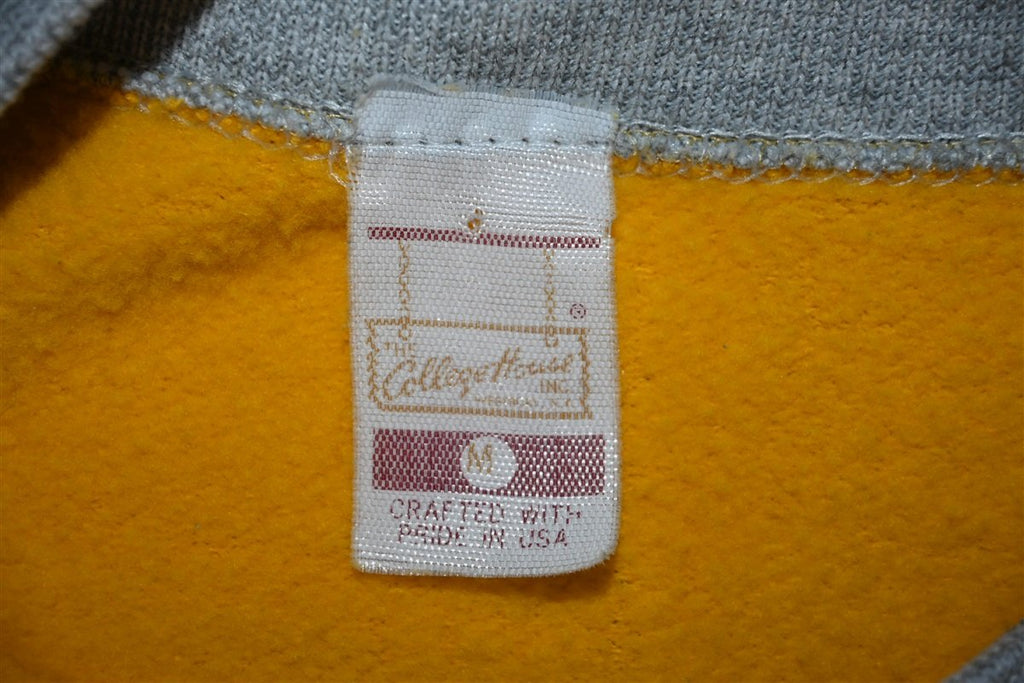 ®
THE
College House
INC.
M
CRAFTED WITH
PRIDE IN USA